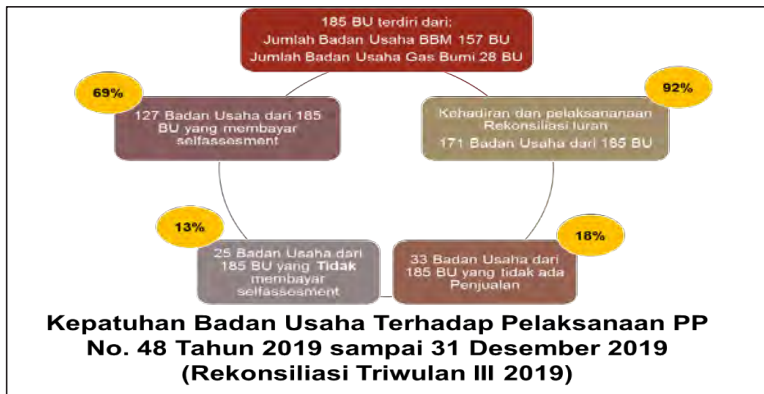 185 BU terdiri dari:
Jumlah Badan Usaha BBM 157 BU
Jumlah Badan Usaha Gas Bumi 28 BU
69%
127 Badan Usaha dari 185
BU yang membayar
selfassesment
92%
Kehadiran dan pelaksananaan
Rekonsiliasi Iuran
171 Badan Usaha dari 185 BU
13%
25 Badan Usaha dari
185 BU yang Tidak
membayar
selfassesment
18%
33 Badan Usaha dari
185 BU yang tidak ada
Penjualan
Kepatuhan Badan Usaha Terhadap Pelaksanaan PP
No. 48 Tahun 2019 sampai 31 Desember 2019
(Rekonsiliasi Triwulan III 2019)